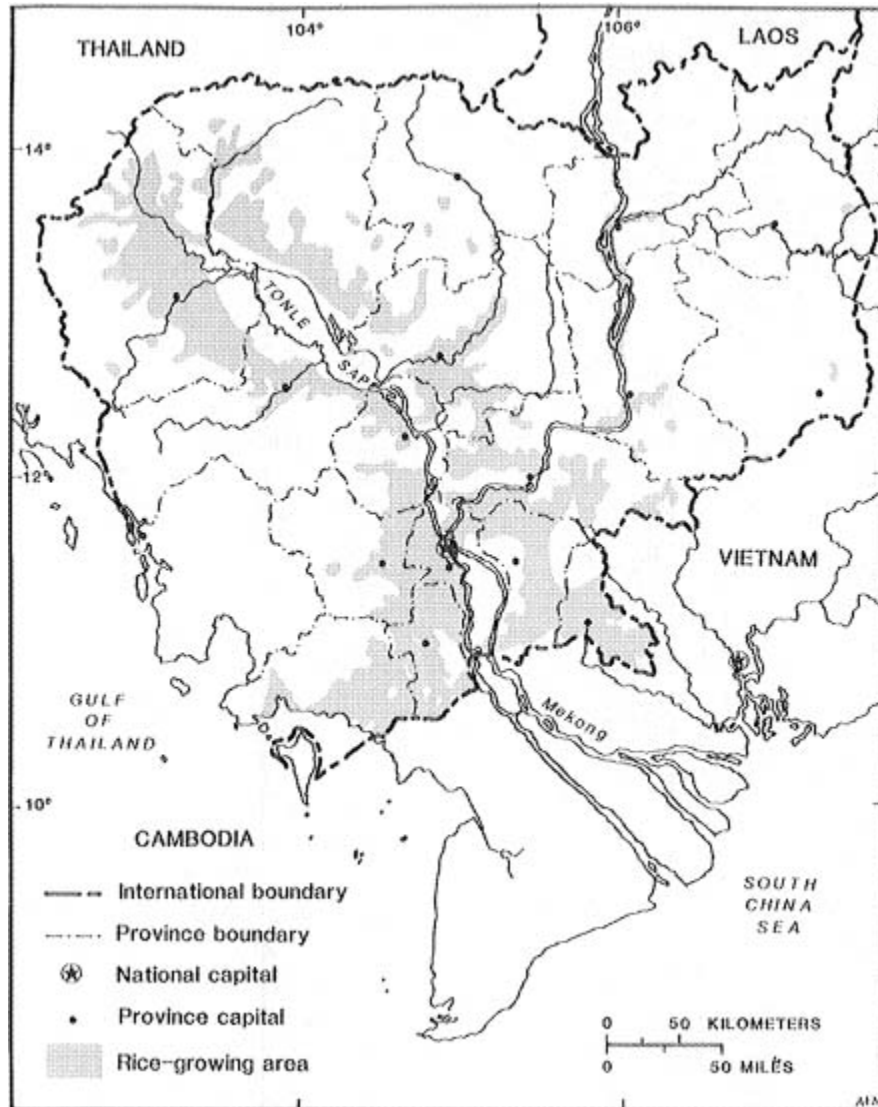 104°
106°
THAILAND
LAOS
14°
TONLE
SAP
12°
VIETNAM
GULF
OF
THAILAND
Mekong
10°
CAMBODIA
SOUTH
CHINA
SEA
International boundary
Province boundary
National capital
Province capital
Rice-growing area
0 50 KILOMETERS
0 50 MILES